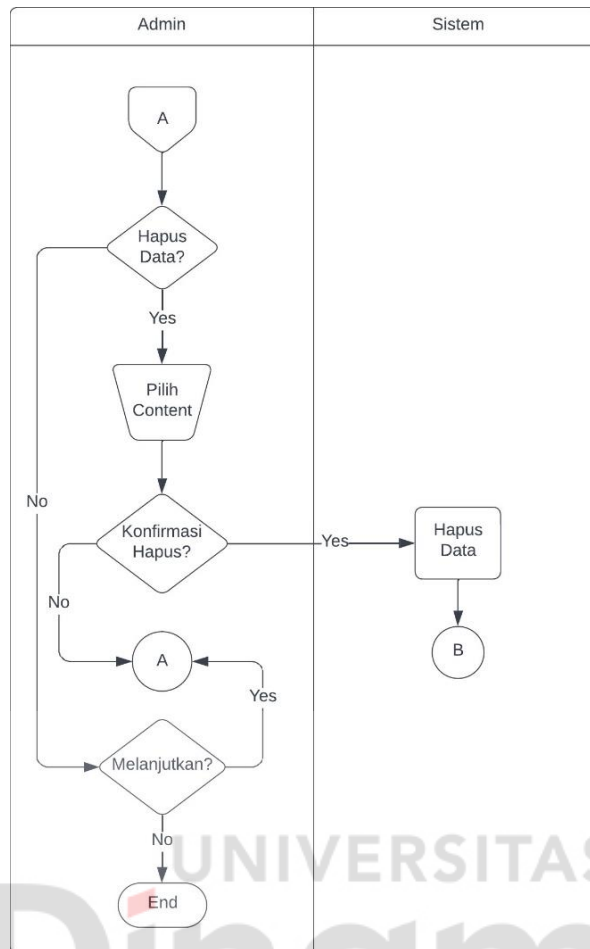 Admin
Sistem
A
Hapus
Data?
Yes
Pilih
Content
No
Konfirmasi
Hapus?
Yes
Hapus
Data
No
A
B
Yes
Melanjutkan?
No
UNIVERSITAS
End
Dinam